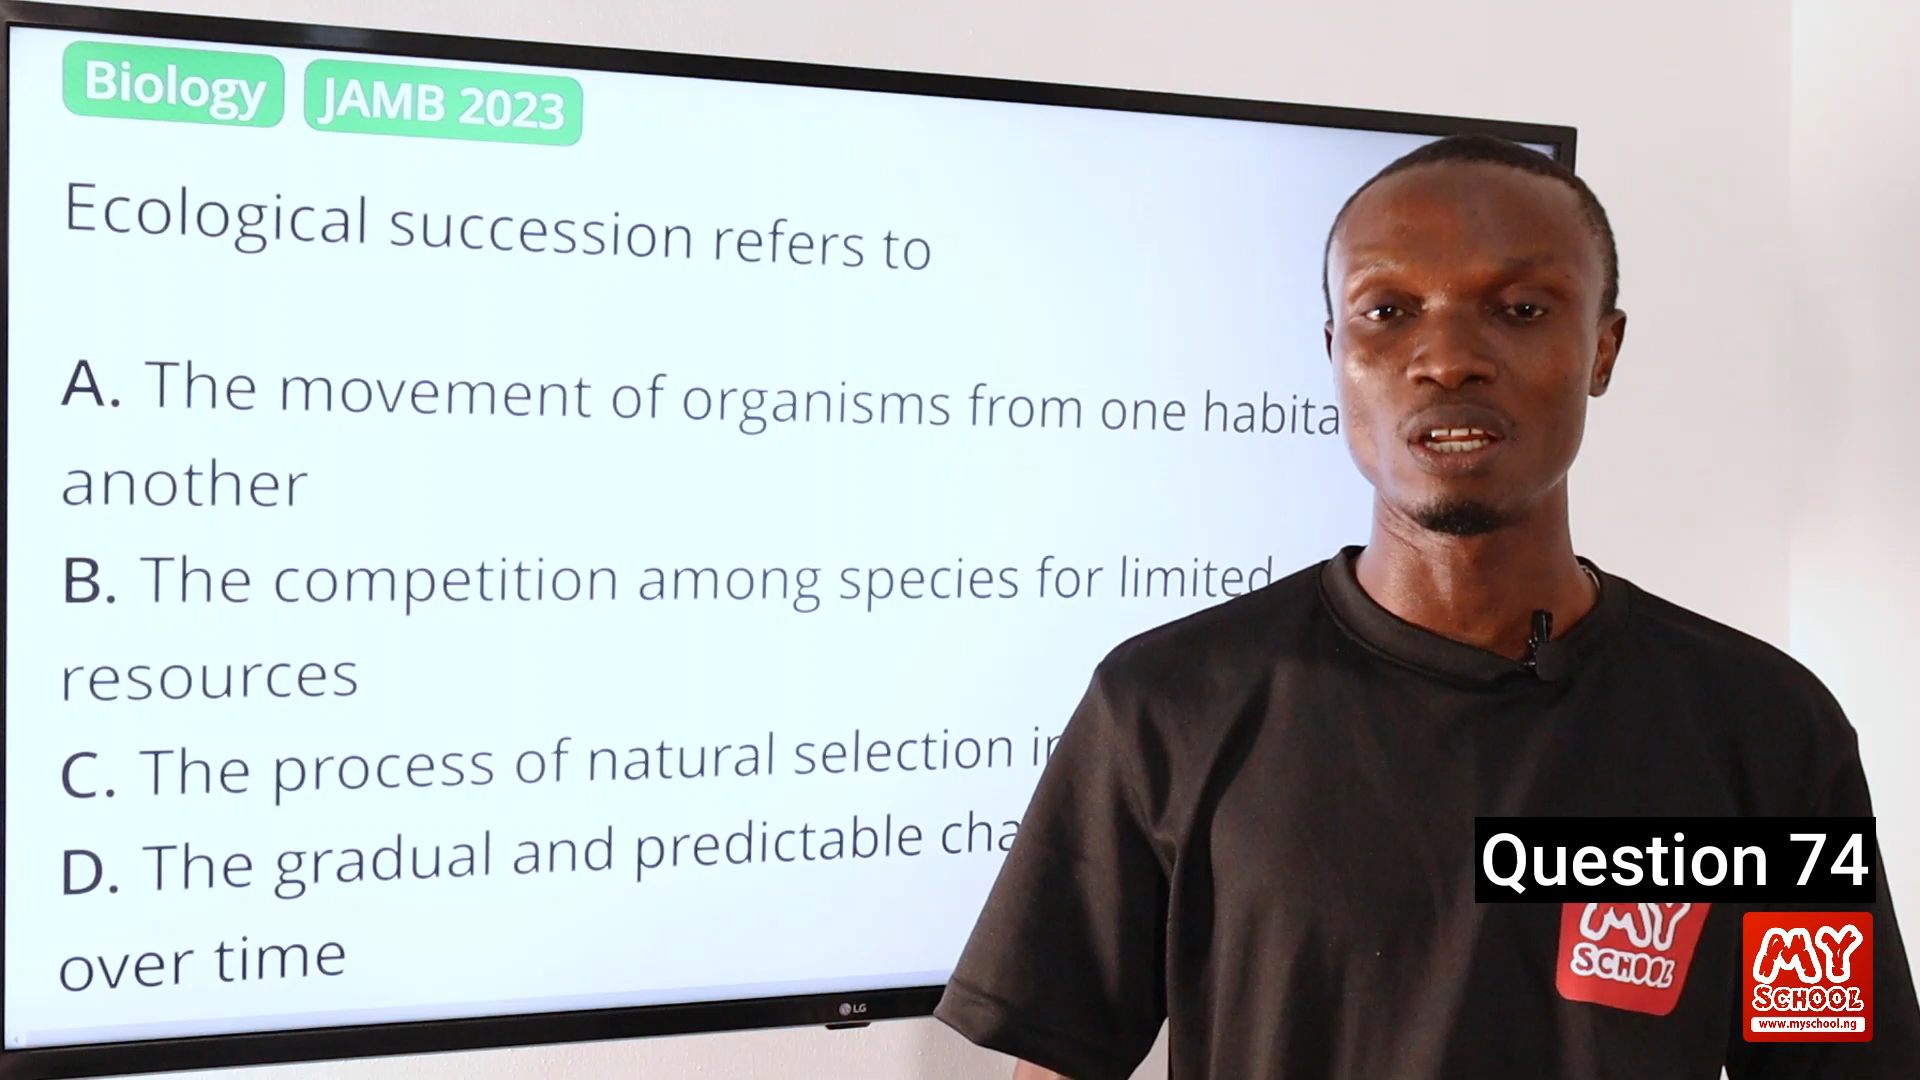 Biology JAMB 2023
Ecological succession refers to
A. The movement of organisms from one
another
B. The competition among species for limited
resources
C. The process of natural selection
D. The gradual and predictable
over time
LG
Question 74
MY
SCHOOL
MY
SCHOOL
www.myschool.ng